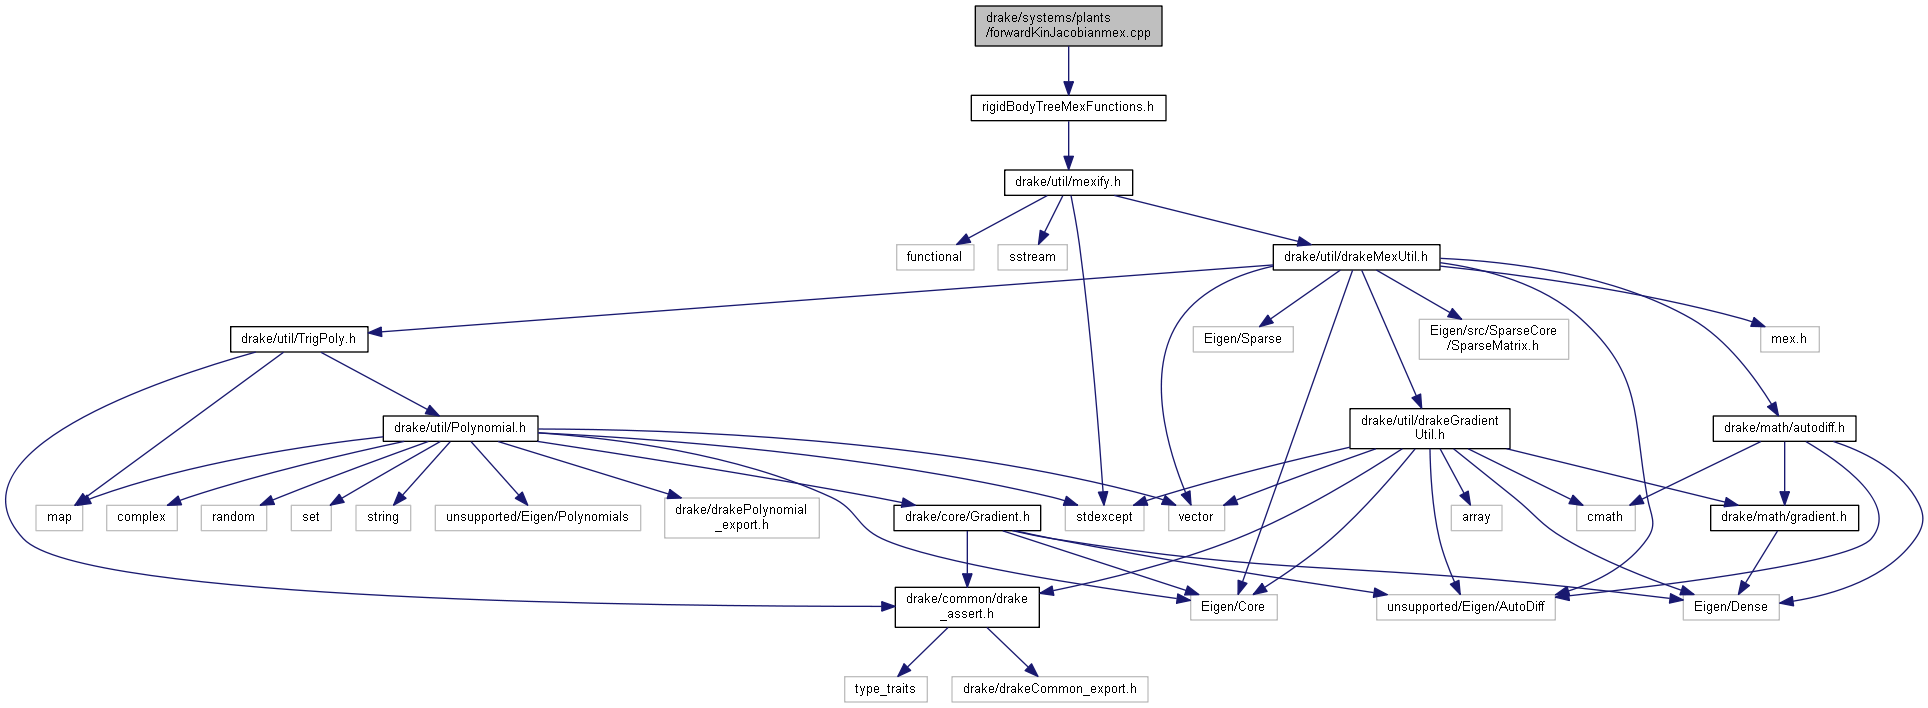 drake/systems/plants
/forwardKinJacobianmex.cpp
rigidBodyTreeMexFunctions.h
drake/util/mexify.h
functional
sstream
drake/util/drakeMexUtil.h
drake/util/TrigPoly.h
Eigen/Sparse
Eigen/src/SparseCore
/SparseMatrix.h
mex.h
drake/util/Polynomial.h
drake/util/drakeGradient
Util.h
drake/math/autodiff.h
map
complex
random
set
string
unsupported/Eigen/Polynomials
drake/drakePolynomial
_export.h
drake/core/Gradient.h
stdexcept
vector
array
cmath
drake/math/gradient.h
drake/common/drake
_assert.h
Eigen/Core
unsupported/Eigen/AutoDiff
Eigen/Dense
type_traits
drake/drakeCommon_export.h